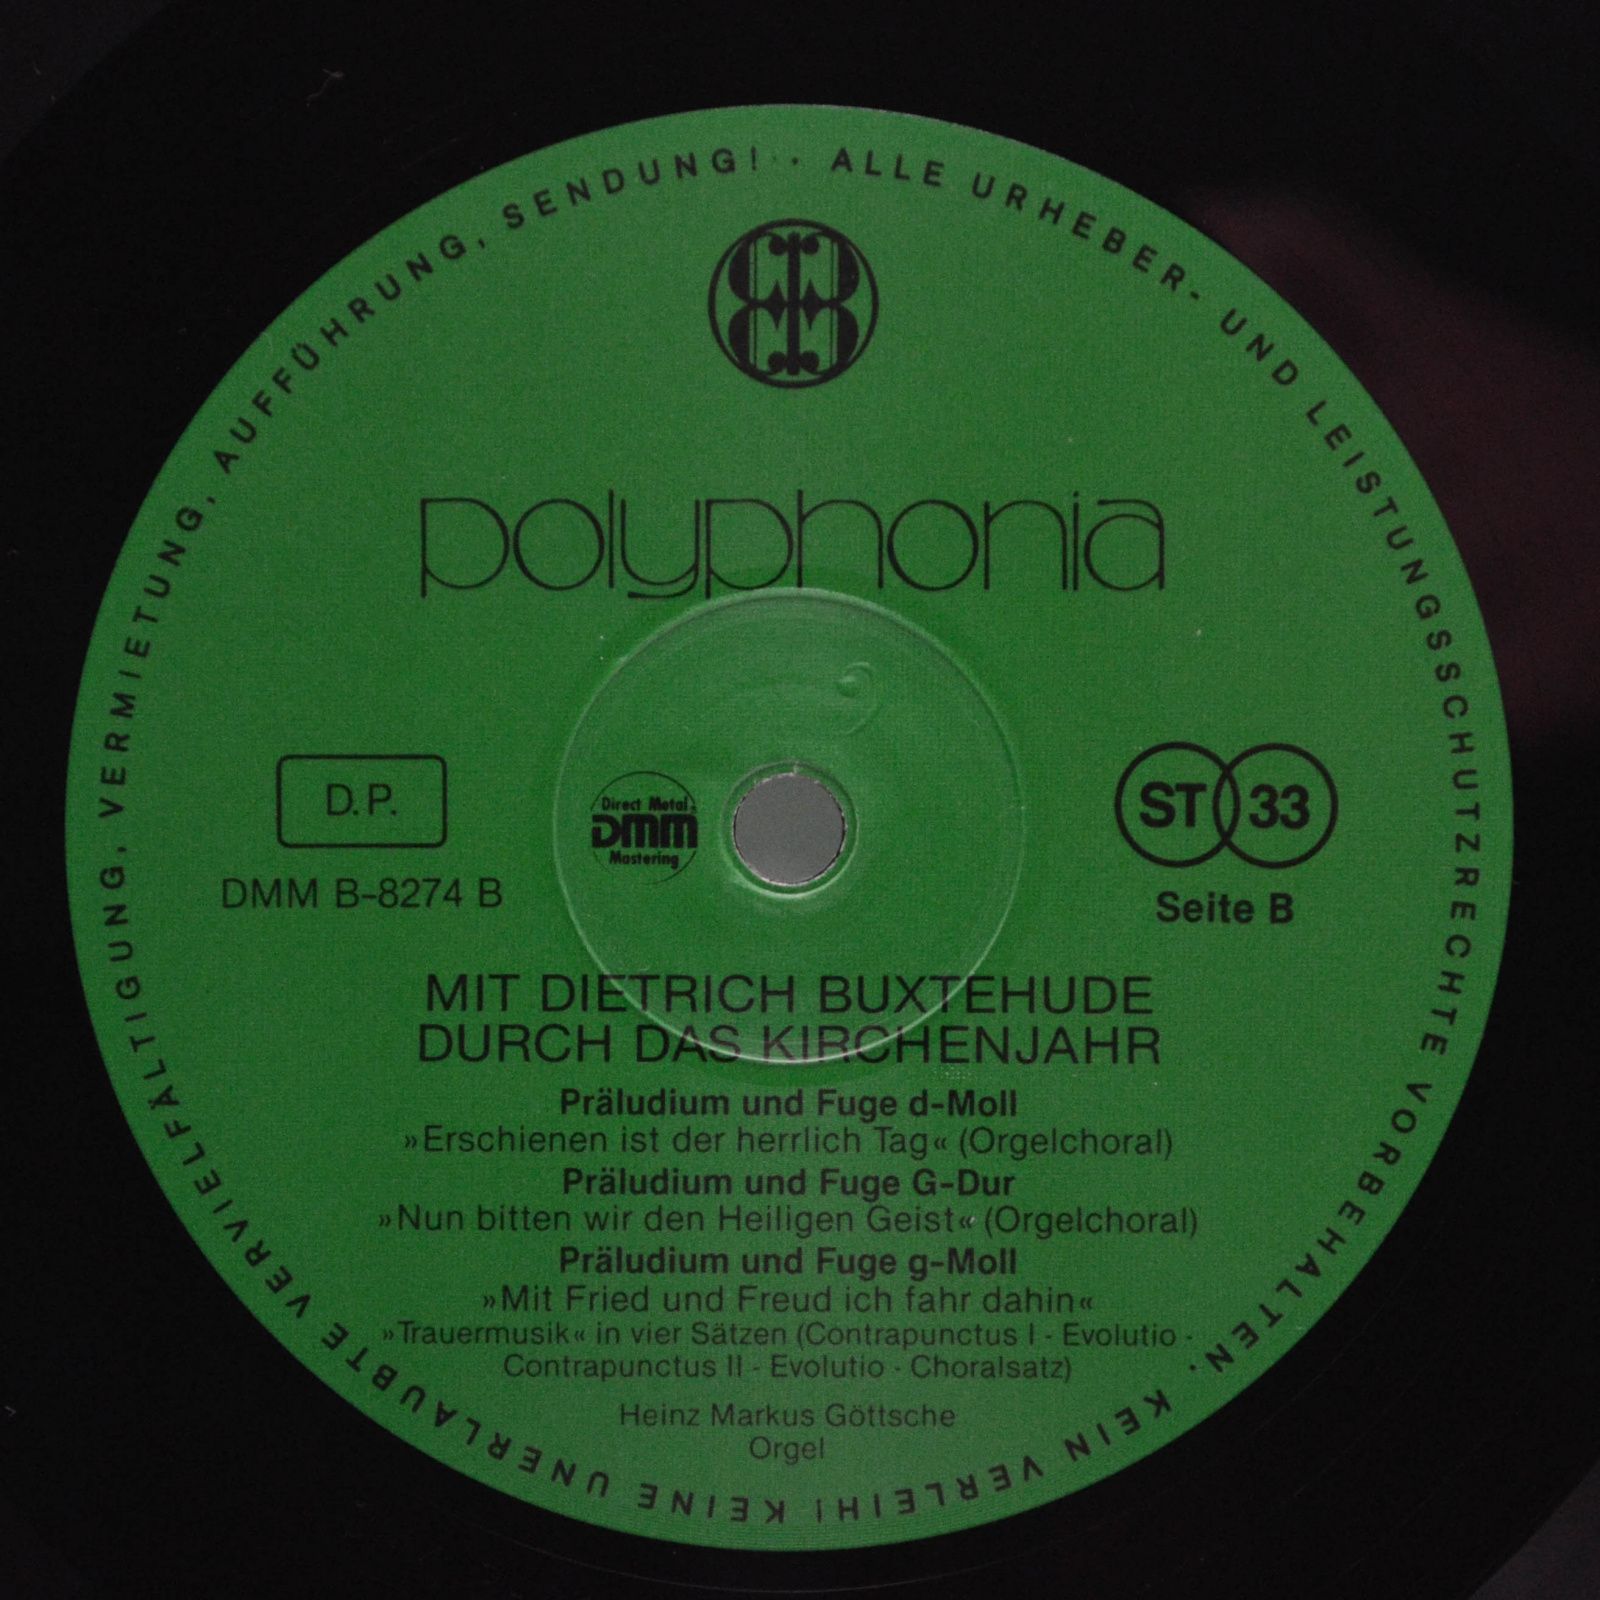 ALLE URHEBER- UND LEISTUNGSSCHUTZRECHTE VORBEHALTEN. KEIN VERLEIH! KEINE UNERLAUBTE VERVIELFÄLTIGUNG, VERMIETUNG, AUFFÜHRUNG, SENDUNG!
polyphonia
D.P.
DMM B-8274 B
Direct Metal
DMM
Mastering
ST 33
Seite B
MIT DIETRICH BUXTEHUDE
DURCH DAS KIRCHENJAHR
Präludium und Fuge d-Moll
»Erschienen ist der herrlich Tag« (Orgelchoral)
Präludium und Fuge G-Dur
»Nun bitten wir den Heiligen Geist« (Orgelchoral)
Präludium und Fuge g-Moll
»Mit Fried und Freud ich fahr dahin«
»Trauermusik« in vier Sätzen (Contrapunctus I - Evolutio -
Contrapunctus II - Evolutio - Choralsatz)
Heinz Markus Göttsche
Orgel